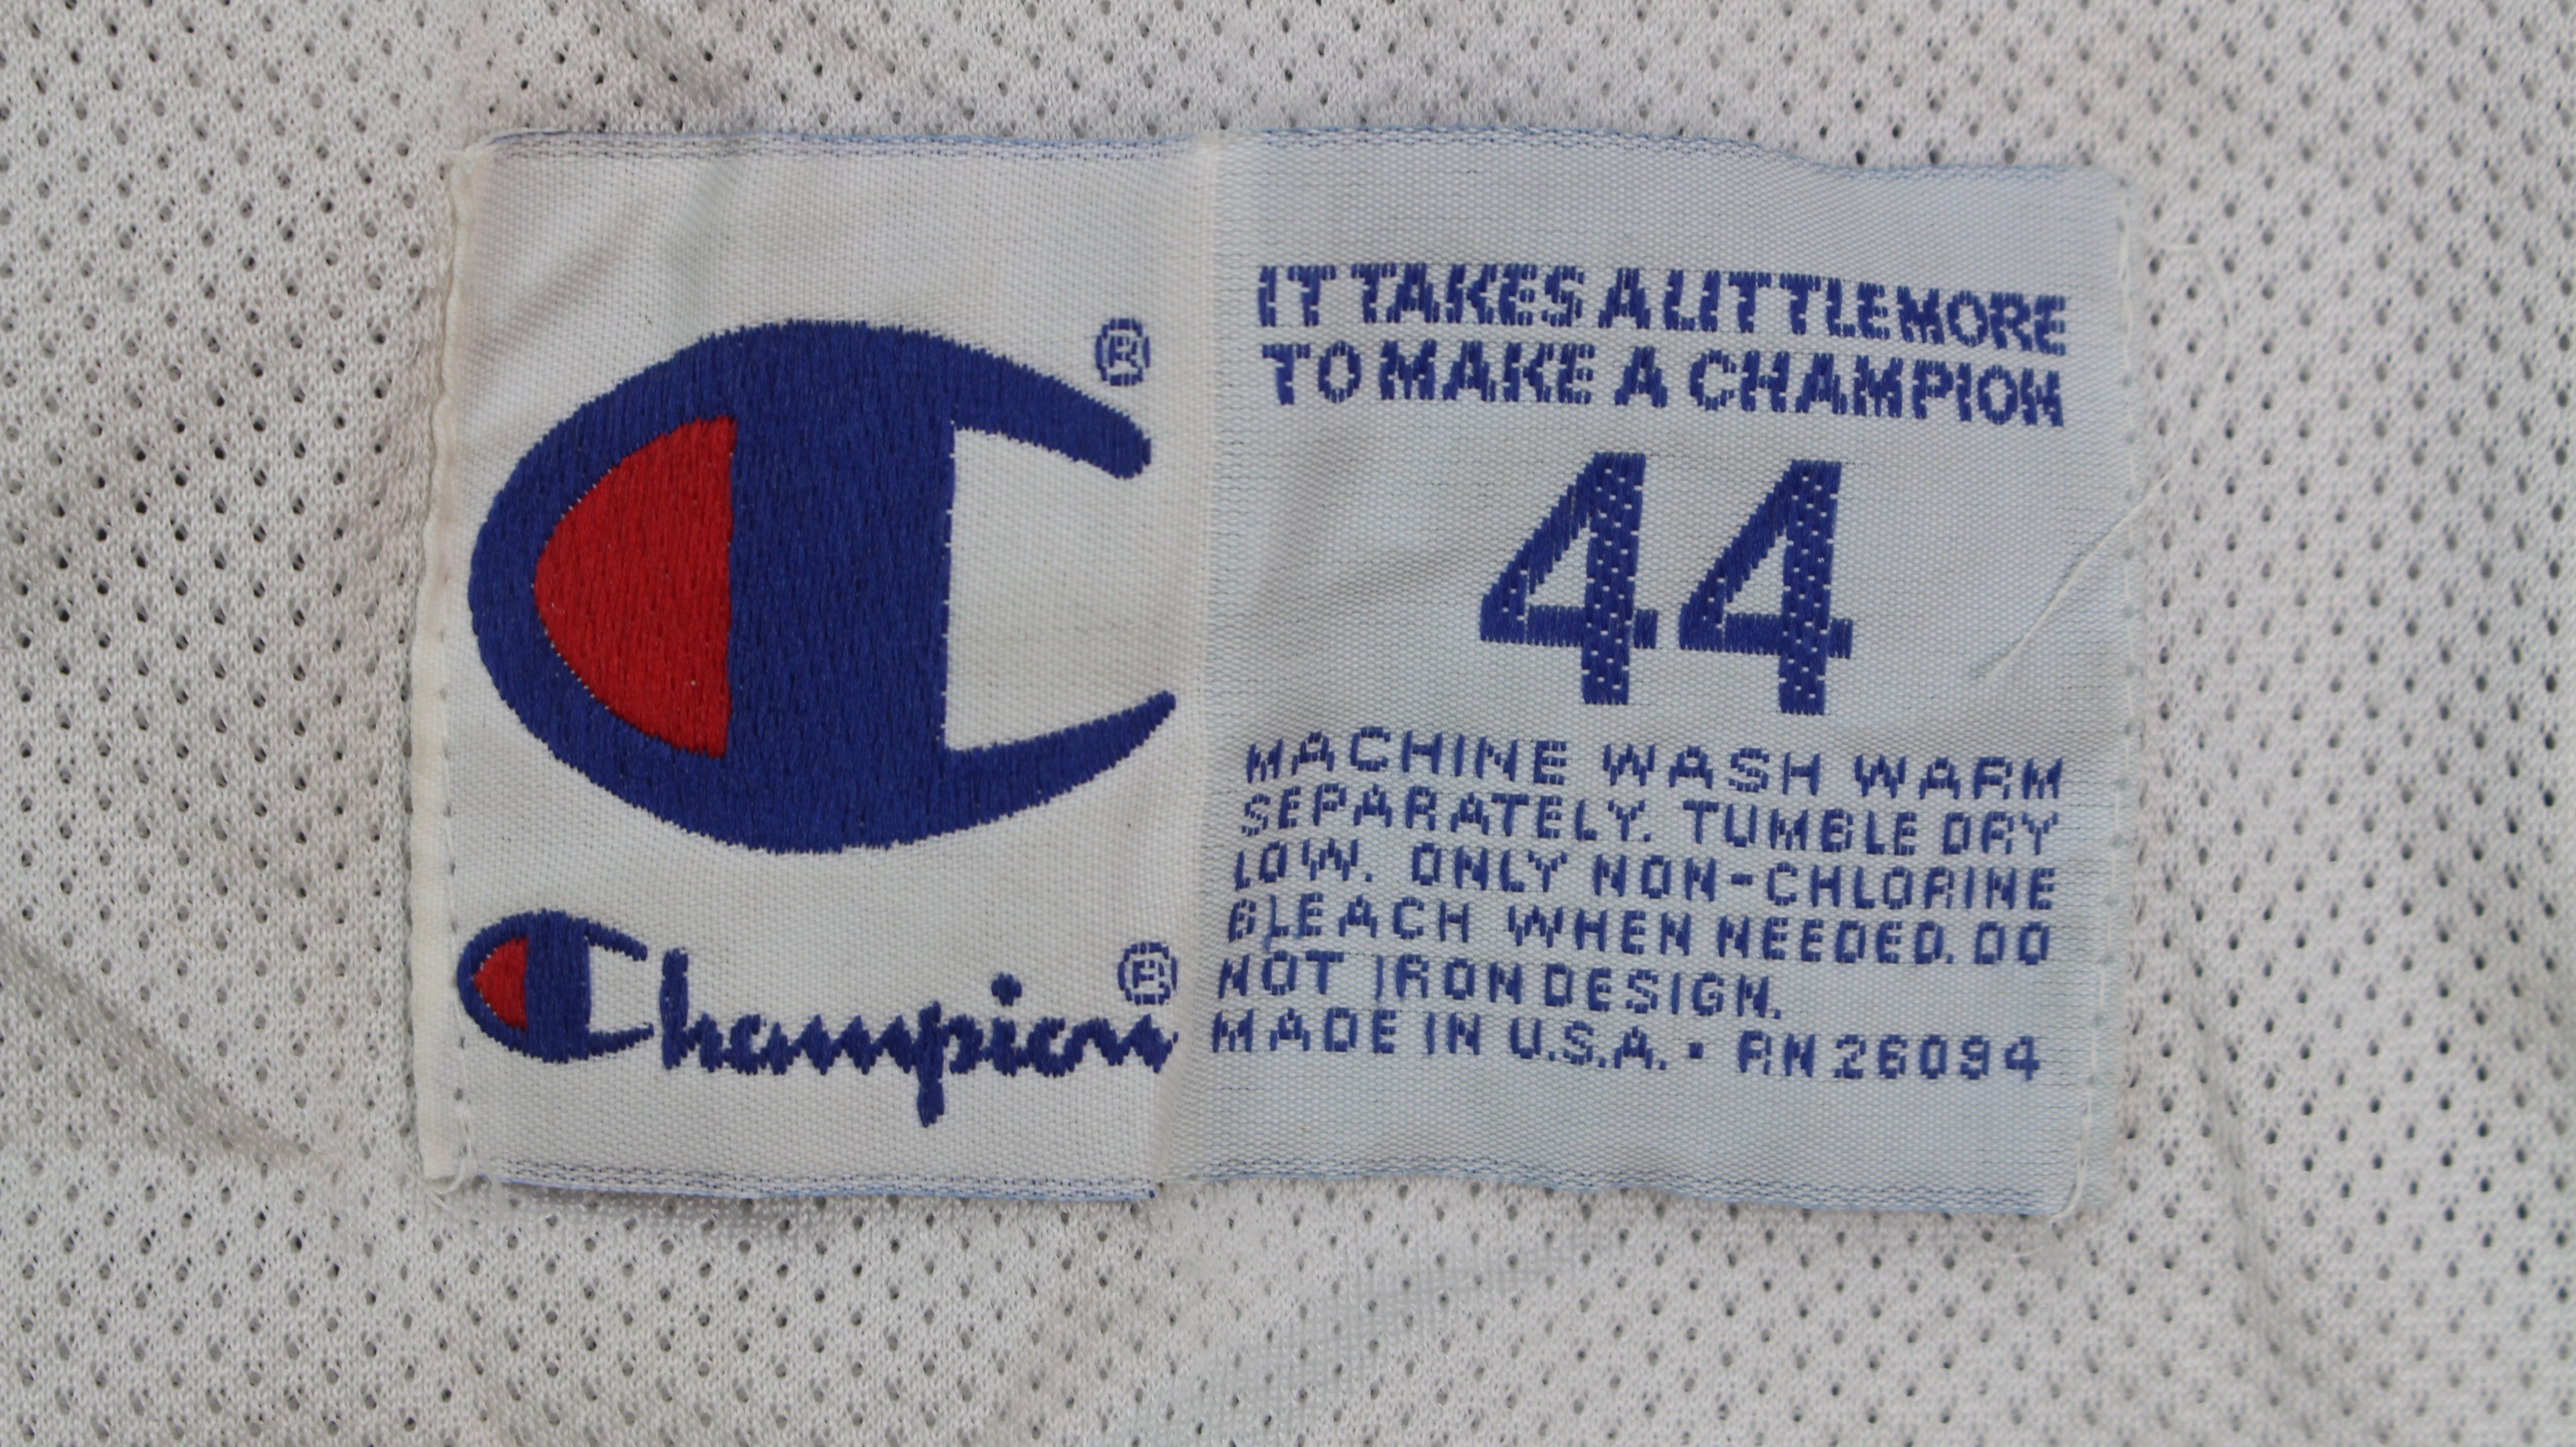 ®
Champion®
IT TAKES A LITTLE MORE
TO MAKE A CHAMPION
44
MACHINE WASH WARM
SEPARATELY. TUMBLE DRY
LOW. ONLY NON-CHLORINE
BLEACH WHEN NEEDED. DO
NOT IRON DESIGN.
MADE IN U.S.A. • RN 26094